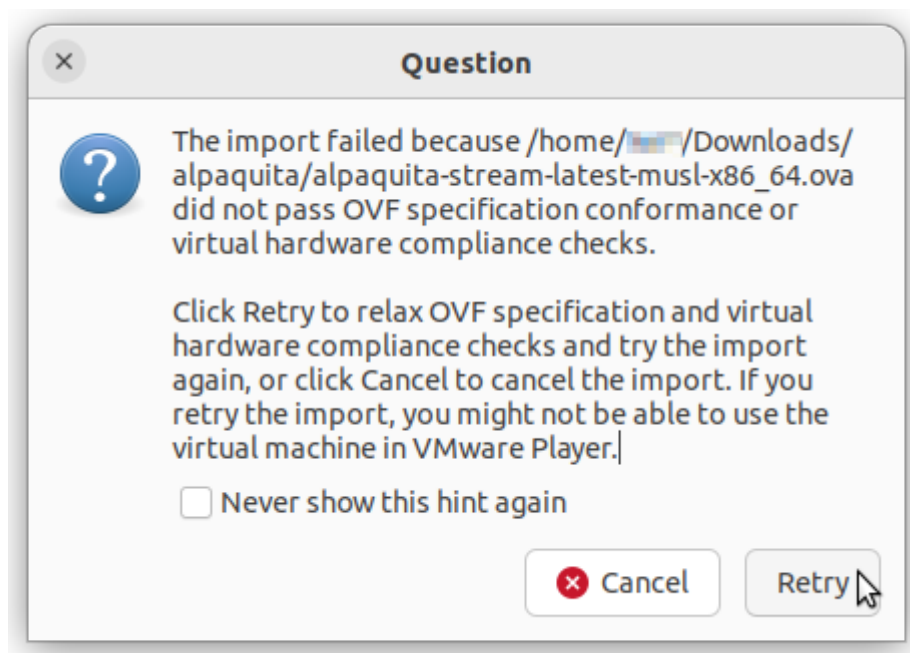 Question
The import failed because /home/ /Downloads/
alpaquita/alpaquita-stream-latest-musl-x86_64.ova
did not pass OVF specification conformance or
virtual hardware compliance checks.
Click Retry to relax OVF specification and virtual
hardware compliance checks and try the import
again, or click Cancel to cancel the import. If you
retry the import, you might not be able to use the
virtual machine in VMware Player.
Never show this hint again
Cancel
Retry